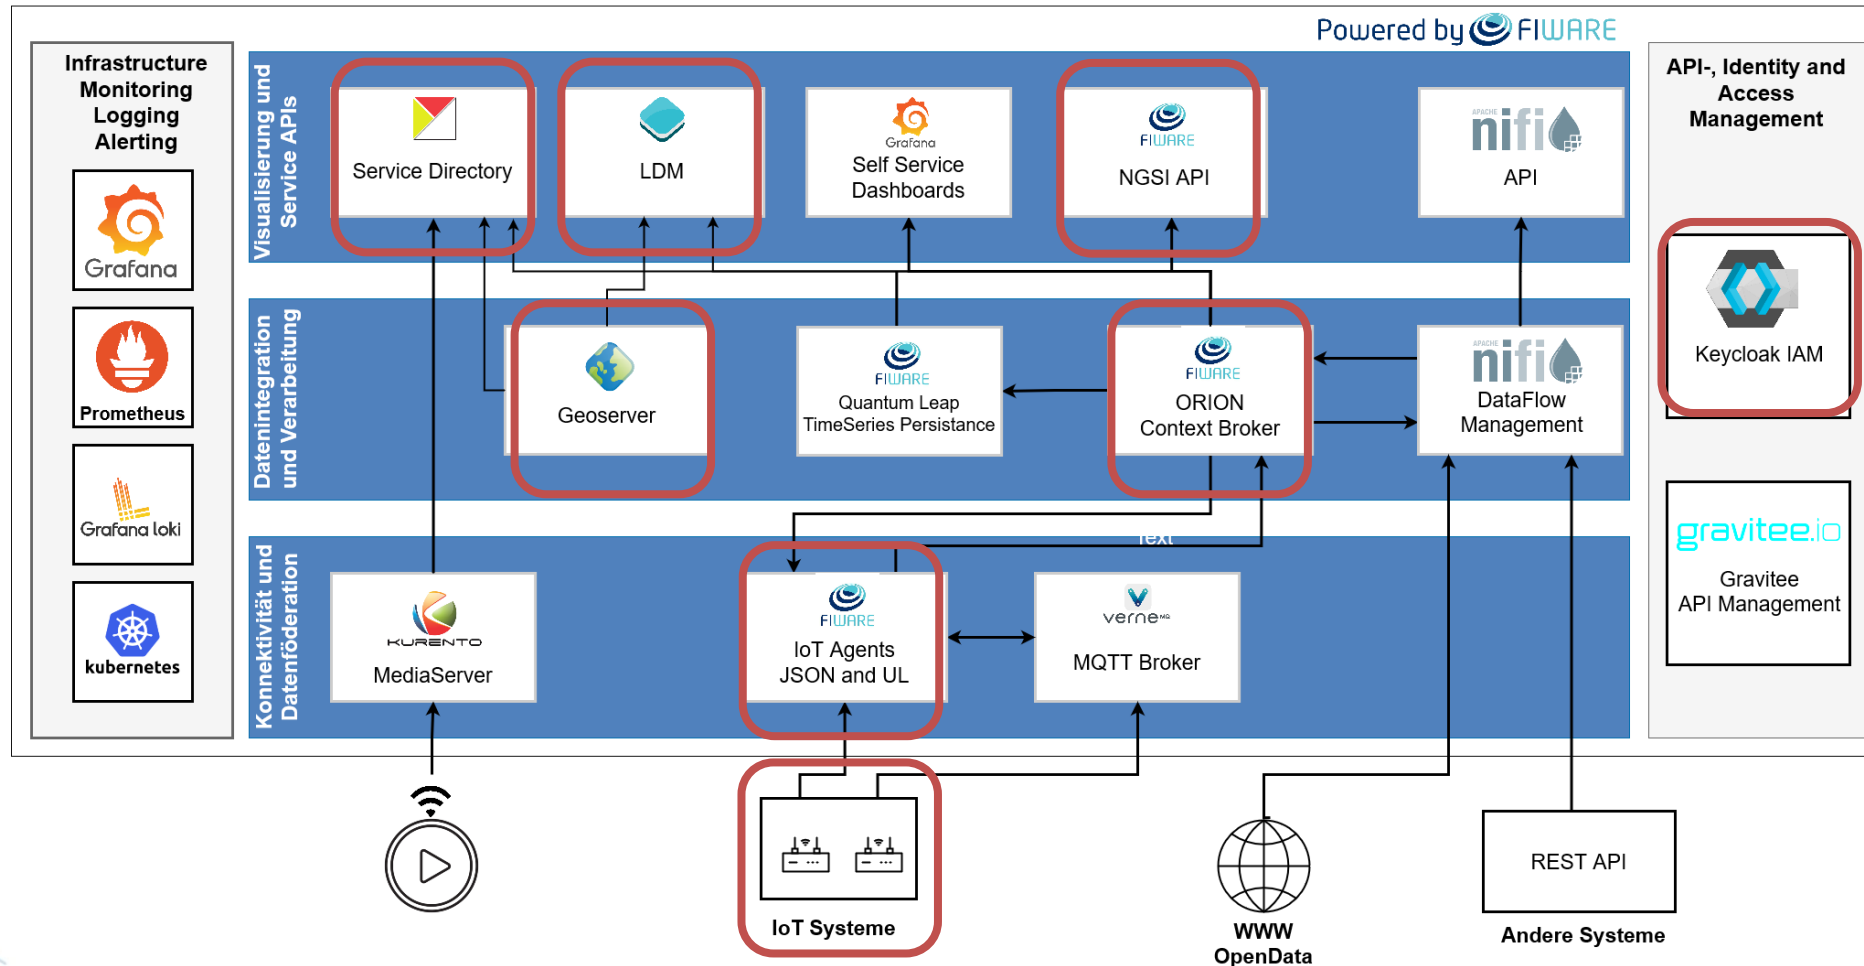 Powered by FIWARE
Infrastructure
Monitoring
Logging
Alerting
Grafana
Prometheus
Grafana loki
kubernetes
Visualisierung und
Service APIs
Service Directory
LDM
Grafana
Self Service
Dashboards
FIWARE
NGSI API
APACHE
nifi
API
Datenintegration
und Verarbeitung
Geoserver
FIWARE
Quantum Leap
TimeSeries Persistance
FIWARE
ORION
Context Broker
APACHE
nifi
DataFlow
Management
Konnektivität und
Datenföderation
KURENTO
MediaServer
FIWARE
IoT Agents
JSON and UL
Text
verneMQ
MQTT Broker
API-, Identity and
Access
Management
Keycloak IAM
gravitee.io
Gravitee
API Management
IoT Systeme
WWW
OpenData
REST API
Andere Systeme